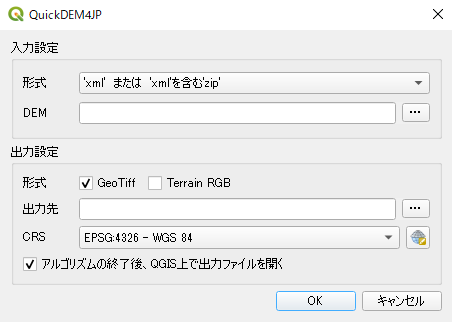 QuickDEM4JP
入力設定
形式 'xml' または 'xml'を含む'zip'
DEM ...
出力設定
形式 GeoTiff Terrain RGB
出力先 ...
CRS EPSG:4326 - WGS 84
アルゴリズムの終了後、QGIS上で出力ファイルを開く
OK キャンセル